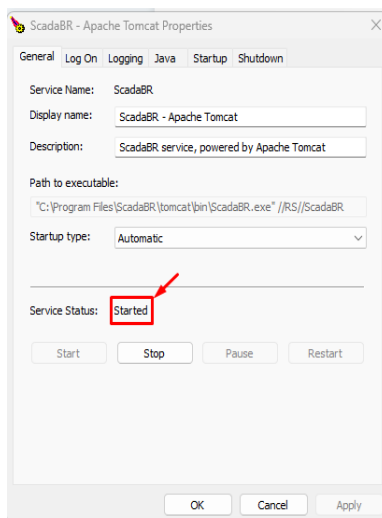 ScadaBR - Apache Tomcat Properties
General Log On Logging Java Startup Shutdown
Service Name: ScadaBR
Display name: ScadaBR - Apache Tomcat
Description: ScadaBR service, powered by Apache Tomcat
Path to executable:
"C:\Program Files\ScadaBR\tomcat\bin\ScadaBR.exe" //RS//ScadaBR
Startup type: Automatic
Service Status: Started
Start Stop Pause Restart
OK Cancel Apply